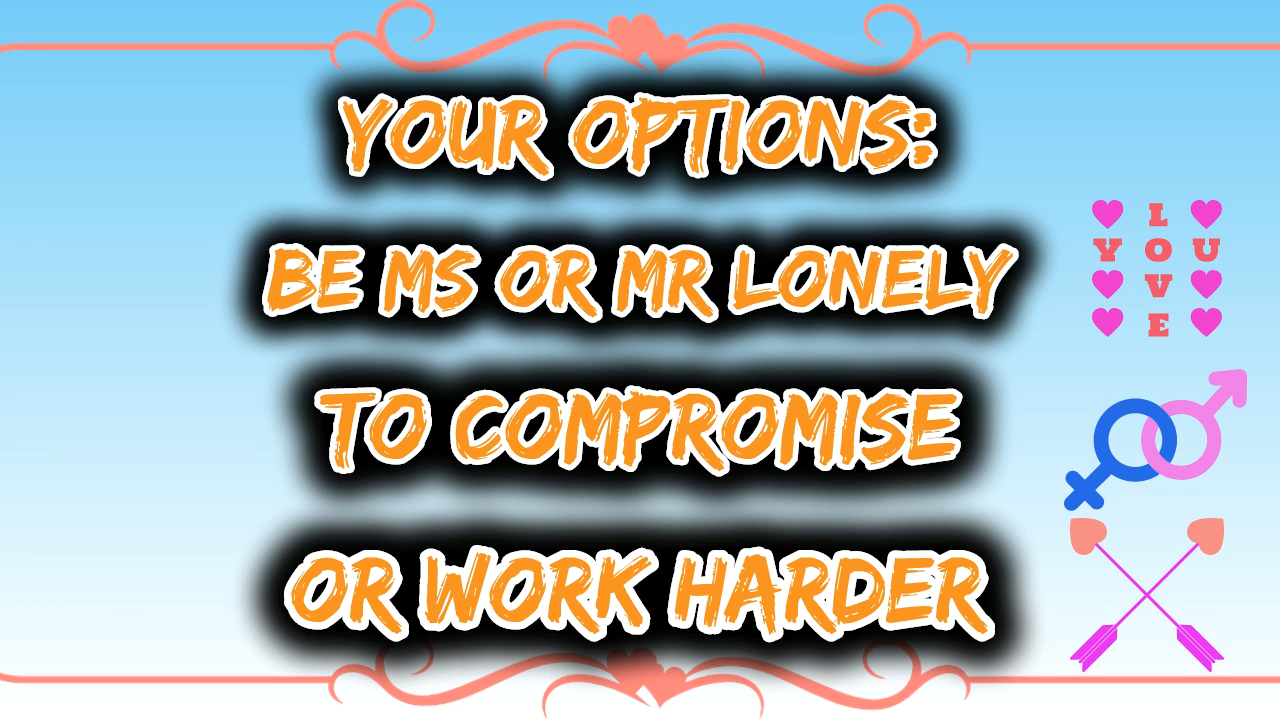 YOUR OPTIONS:
BE MS OR MR LONELY
TO COMPROMISE
OR WORK HARDER
L
Y O U
V
E